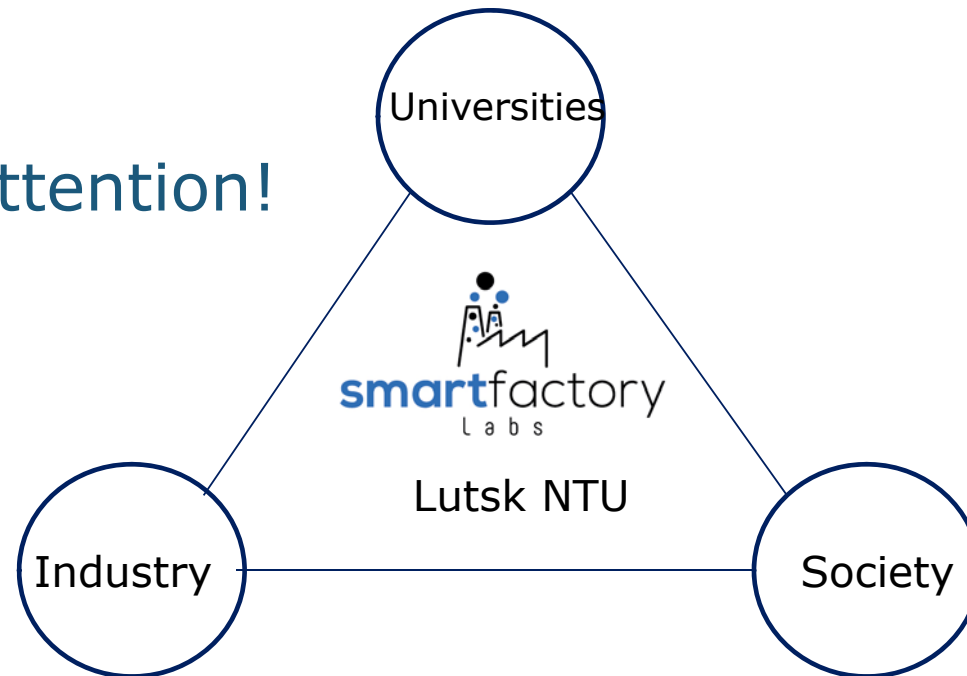 Universities
ttention!
smartfactory
Labs
Lutsk NTU
Industry
Society